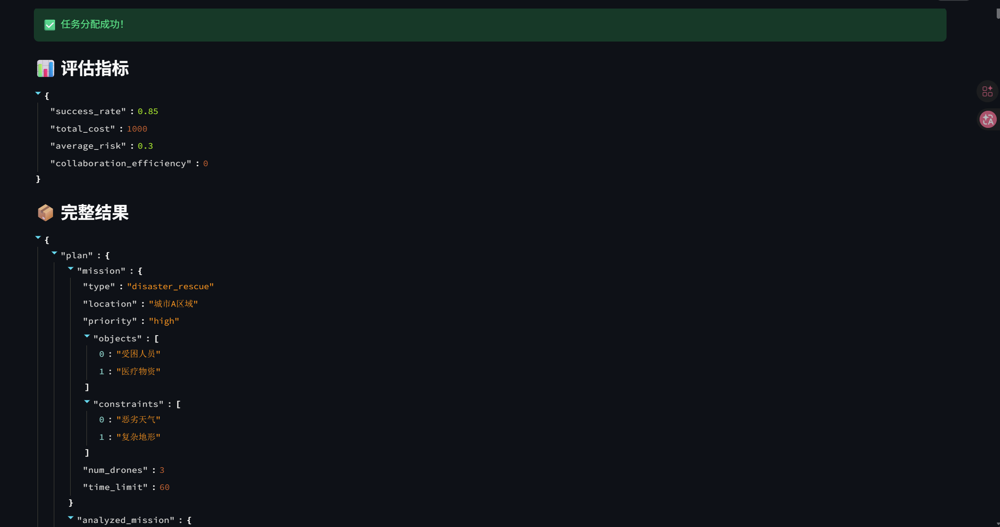 ✅ 任务分配成功!
📊 评估指标
{
"success_rate" : 0.85
"total_cost" : 1000
"average_risk" : 0.3
"collaboration_efficiency" : 0
}
📦 完整结果
{
"plan" : {
"mission" : {
"type" : "disaster_rescue"
"location" : "城市A区域"
"priority" : "high"
"objects" : [
0 : "受困人员"
1 : "医疗物资"
]
"constraints" : [
0 : "恶劣天气"
1 : "复杂地形"
]
"num_drones" : 3
"time_limit" : 60
}
"analyzed_mission" : {